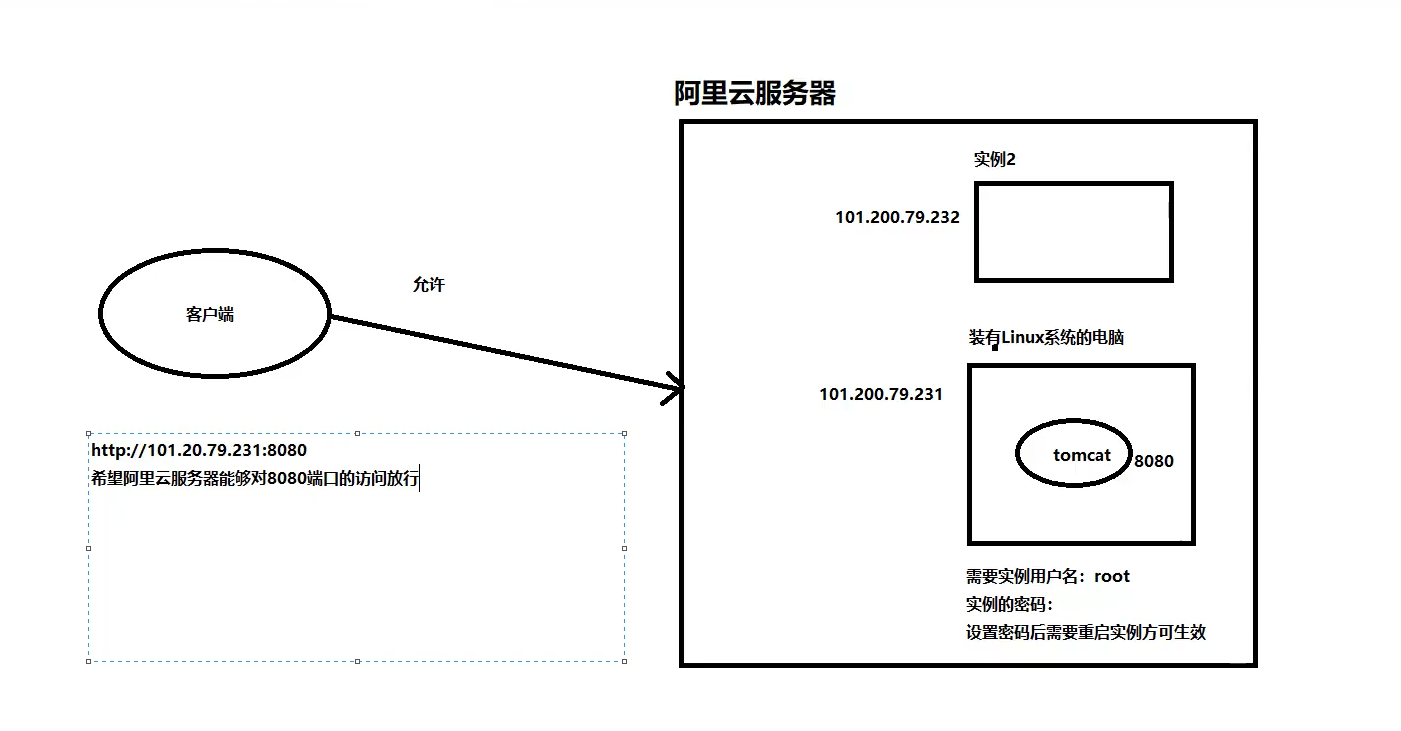 阿里云服务器
实例2
101.200.79.232
允许
客户端
装有Linux系统的电脑
101.200.79.231
http://101.20.79.231:8080
希望阿里云服务器能够对8080端口的访问放行
tomcat
8080
需要实例用户名：root
实例的密码：
设置密码后需要重启实例方可生效